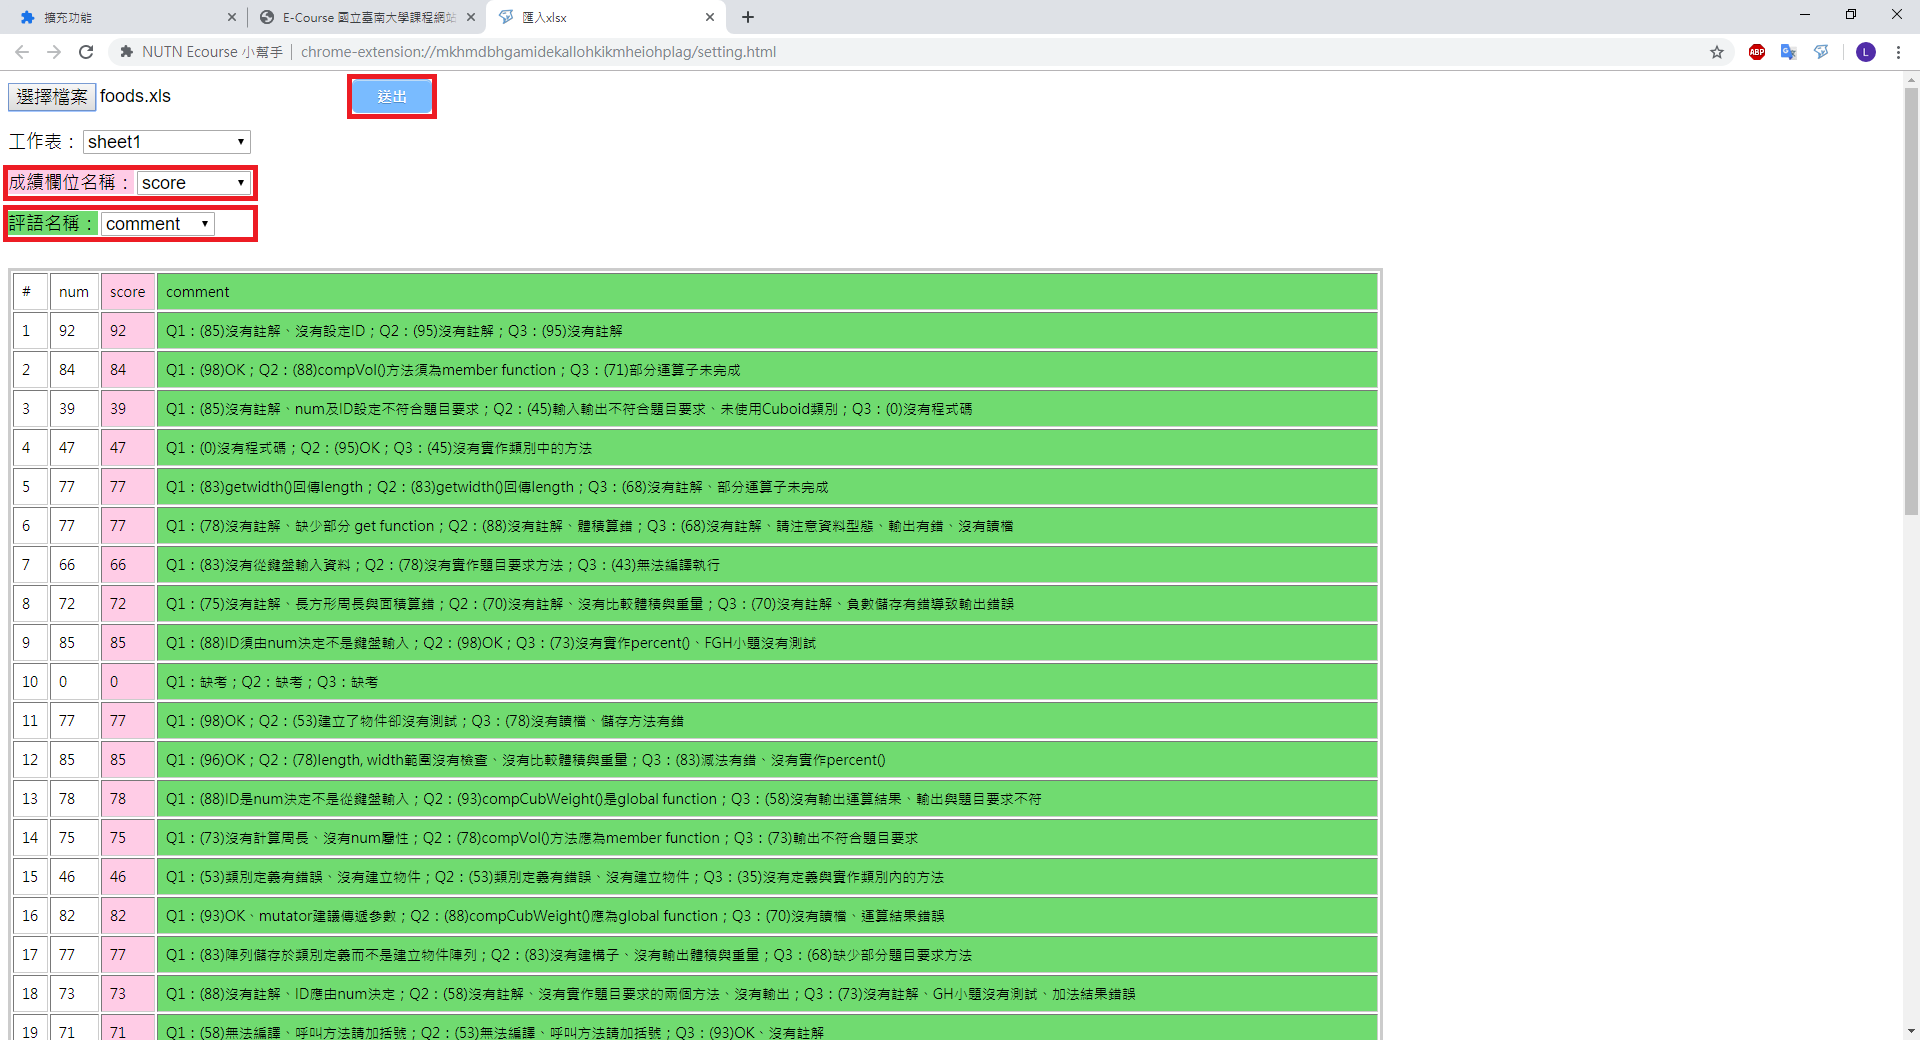 擴充功能
E-Course 國立臺南大學課程網站
匯入xlsx
NUTN Ecourse 小幫手 | chrome-extension://mkhmdbhgamidekallohkikmheiohplag/setting.html
ABP
L
選擇檔案 foods.xls
送出
工作表： sheet1
成績欄位名稱： score
評語名稱： comment
# num score comment
1 92 92 Q1：(85)沒有註解、沒有設定ID；Q2：(95)沒有註解；Q3：(95)沒有註解
2 84 84 Q1：(98)OK；Q2：(88)compVol()方法須為member function；Q3：(71)部分運算子未完成
3 39 39 Q1：(85)沒有註解、num及ID設定不符合題目要求；Q2：(45)輸入輸出不符合題目要求、未使用Cuboid類別；Q3：(0)沒有程式碼
4 47 47 Q1：(0)沒有程式碼；Q2：(95)OK；Q3：(45)沒有實作類別中的方法
5 77 77 Q1：(83)getwidth()回傳length；Q2：(83)getwidth()回傳length；Q3：(68)沒有註解、部分運算子未完成
6 77 77 Q1：(78)沒有註解、缺少部分 get function；Q2：(88)沒有註解、體積算錯；Q3：(68)沒有註解、請注意資料型態、輸出有錯、沒有讀檔
7 66 66 Q1：(83)沒有從鍵盤輸入資料；Q2：(78)沒有實作題目要求方法；Q3：(43)無法編譯執行
8 72 72 Q1：(75)沒有註解、長方形周長與面積算錯；Q2：(70)沒有註解、沒有比較體積與重量；Q3：(70)沒有註解、負數儲存有錯導致輸出錯誤
9 85 85 Q1：(88)ID須由num決定不是鍵盤輸入；Q2：(98)OK；Q3：(73)沒有實作percent()、FGH小題沒有測試
10 0 0 Q1：缺考；Q2：缺考；Q3：缺考
11 77 77 Q1：(98)OK；Q2：(53)建立了物件卻沒有測試；Q3：(78)沒有讀檔、儲存方法有錯
12 85 85 Q1：(96)OK；Q2：(78)length, width範圍沒有檢查、沒有比較體積與重量；Q3：(83)減法有錯、沒有實作percent()
13 78 78 Q1：(88)ID是num決定不是從鍵盤輸入；Q2：(93)compCubWeight()是global function；Q3：(58)沒有輸出運算結果、輸出與題目要求不符
14 75 75 Q1：(73)沒有計算周長、沒有num屬性；Q2：(78)compVol()方法應為member function；Q3：(73)輸出不符合題目要求
15 46 46 Q1：(53)類別定義有錯誤、沒有建立物件；Q2：(53)類別定義有錯誤、沒有建立物件；Q3：(35)沒有定義與實作類別內的方法
16 82 82 Q1：(93)OK、mutator建議傳遞參數；Q2：(88)compCubWeight()應為global function；Q3：(70)沒有讀檔、運算結果錯誤
17 77 77 Q1：(83)陣列儲存於類別定義而不是建立物件陣列；Q2：(83)沒有建構子、沒有輸出體積與重量；Q3：(68)缺少部分題目要求方法
18 73 73 Q1：(88)沒有註解、ID應由num決定；Q2：(58)沒有註解、沒有實作題目要求的兩個方法、沒有輸出；Q3：(73)沒有註解、GH小題沒有測試、加法結果錯誤
19 71 71 Q1：(58)無法編譯、呼叫方法請加括號；Q2：(53)無法編譯、呼叫方法請加括號；Q3：(93)OK、沒有註解